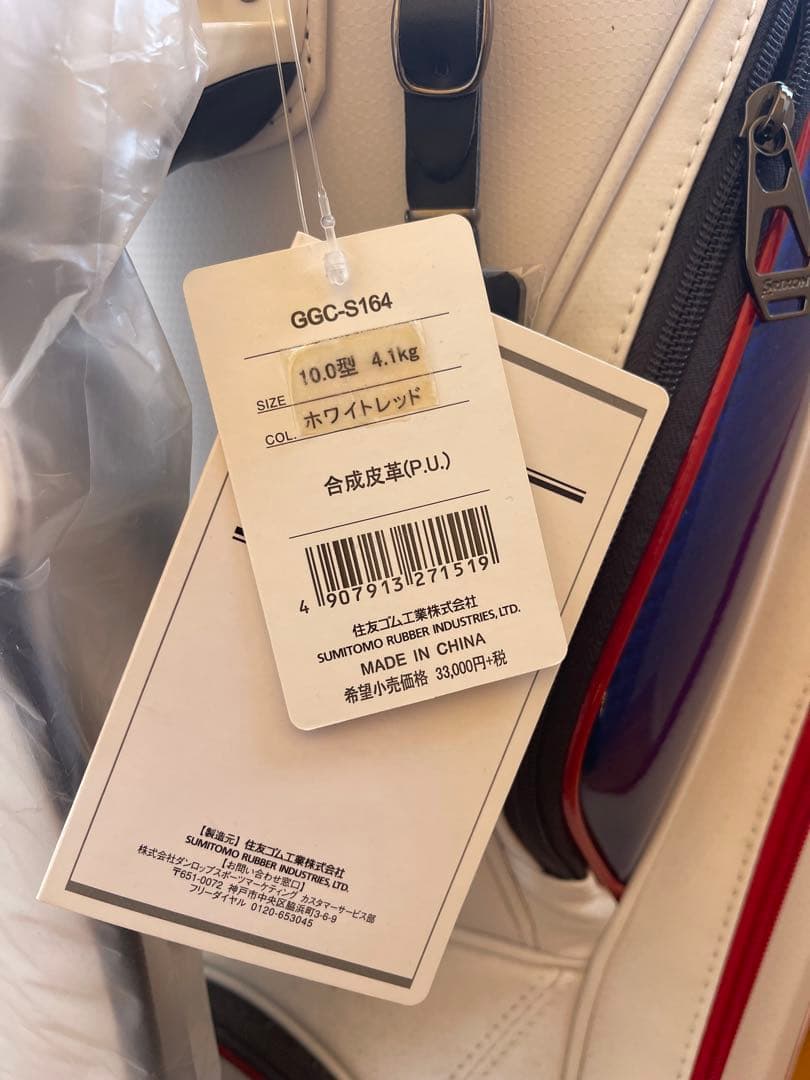 GGC-S164
SIZE 10.0型 4.1kg
COL. ホワイトレッド
合成皮革(P.U.)
4 907913 271519
住友ゴム工業株式会社
SUMITOMO RUBBER INDUSTRIES, LTD.
MADE IN CHINA
希望小売価格 33,000円+税
【製造元】住友ゴム工業株式会社
SUMITOMO RUBBER INDUSTRIES, LTD.
【お問い合わせ窓口】
株式会社ダンロップスポーツマーケティング カスタマーサービス部
〒651-0072 神戸市中央区脇浜町3-6-9
フリーダイヤル 0120-653045
SRIXON